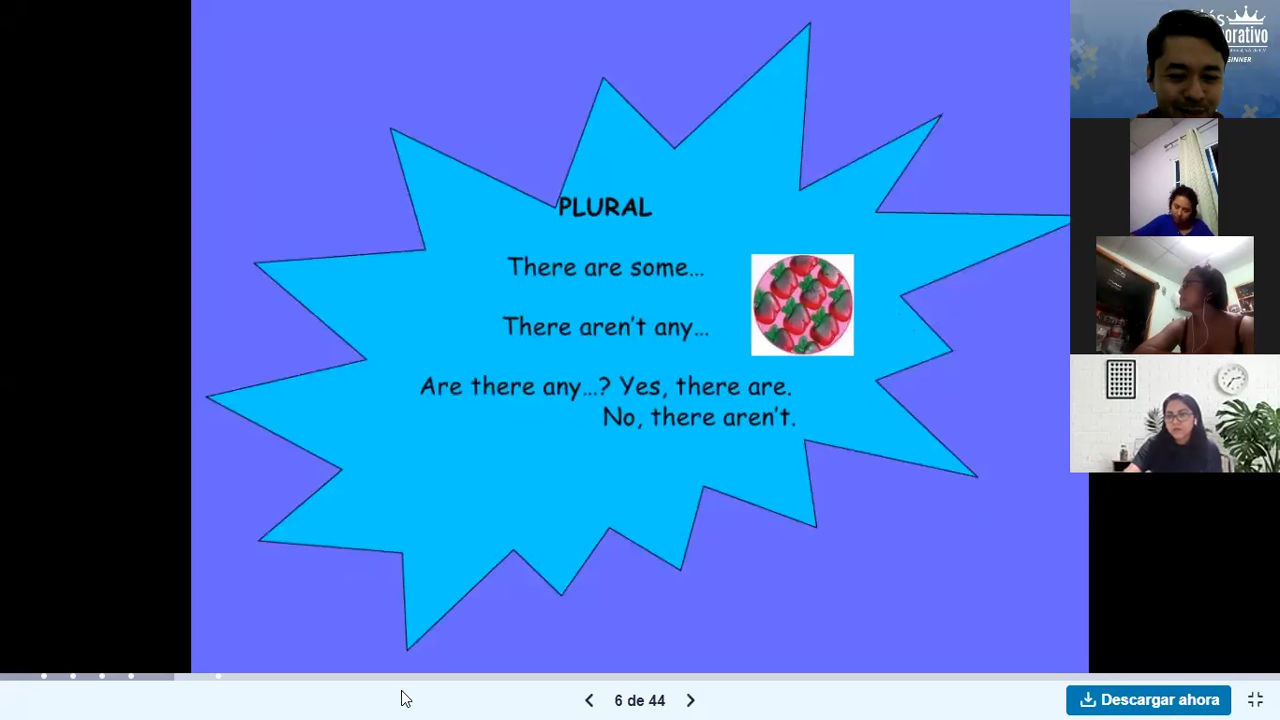 PLURAL
There are some...
There aren't any...
Are there any...? Yes, there are.
No, there aren't.
6 de 44
Descargar ahora